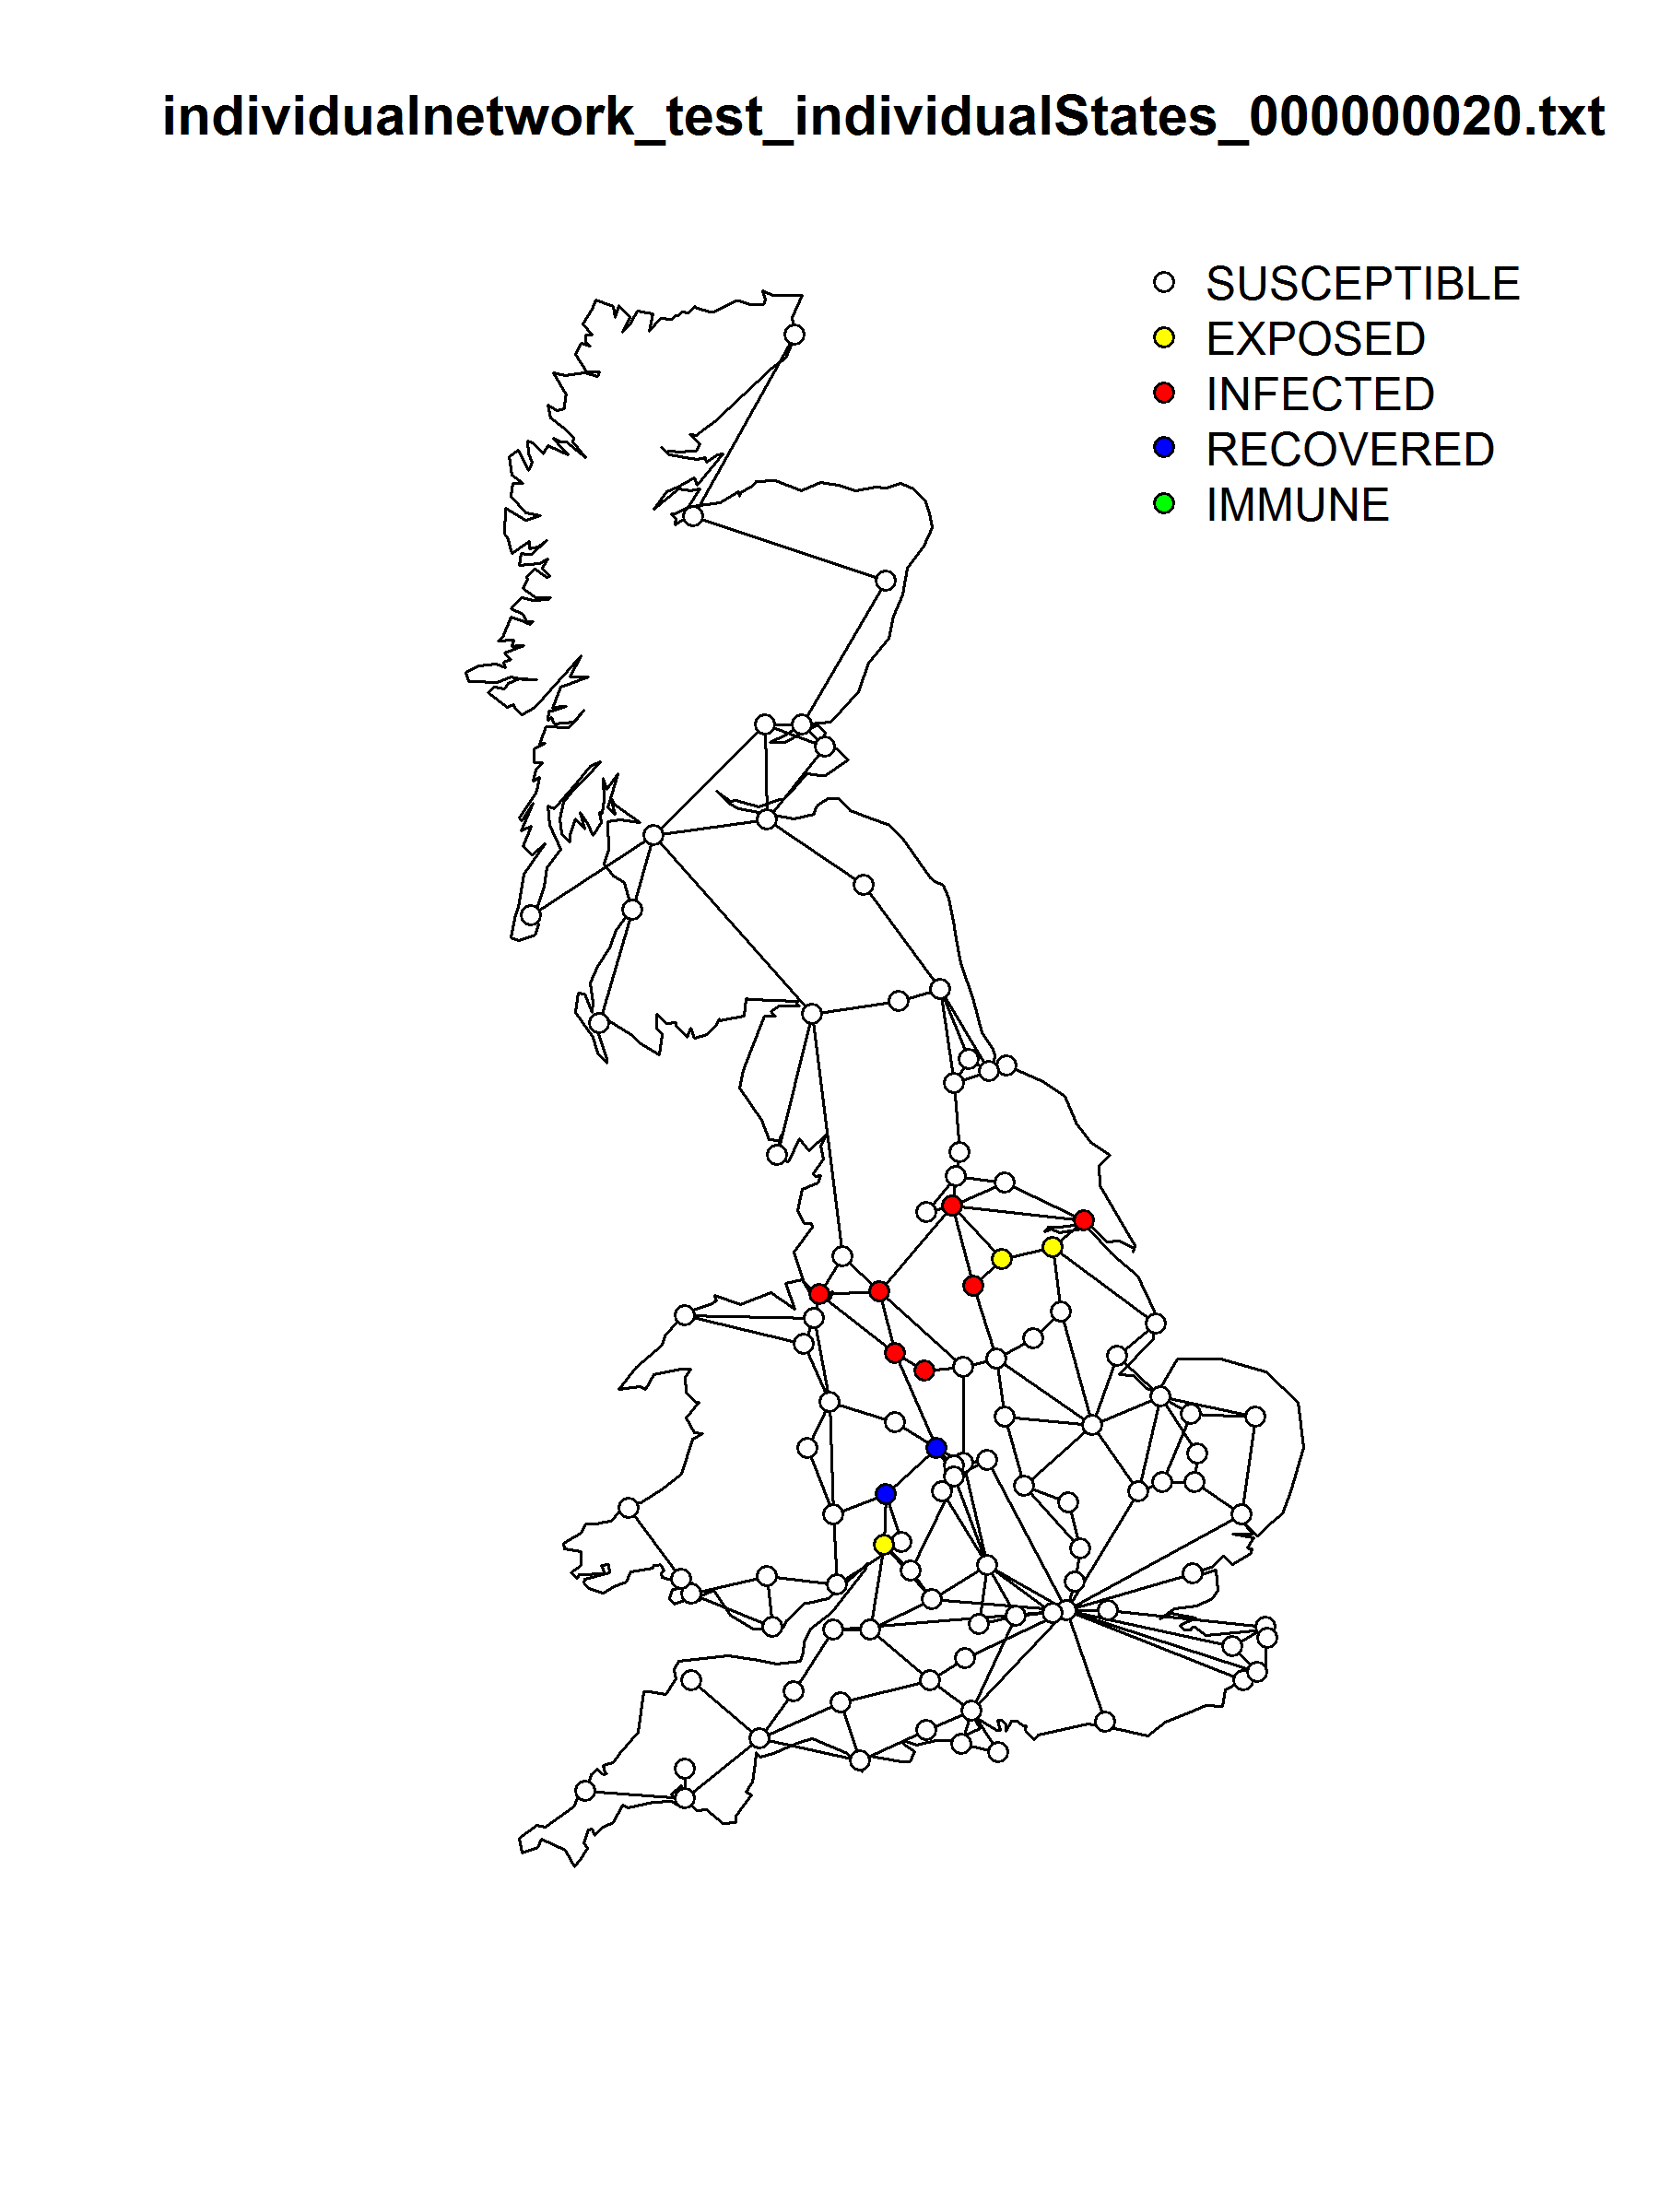 individualnetwork_test_individualStates_000000020.txt
SUSCEPTIBLE
EXPOSED
INFECTED
RECOVERED
IMMUNE